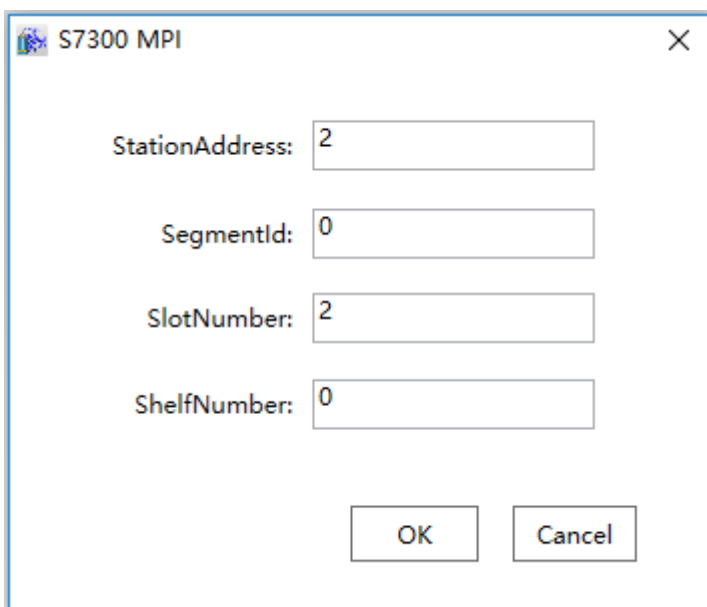 S7300 MPI
StationAddress: 2
SegmentId: 0
SlotNumber: 2
ShelfNumber: 0
OK Cancel